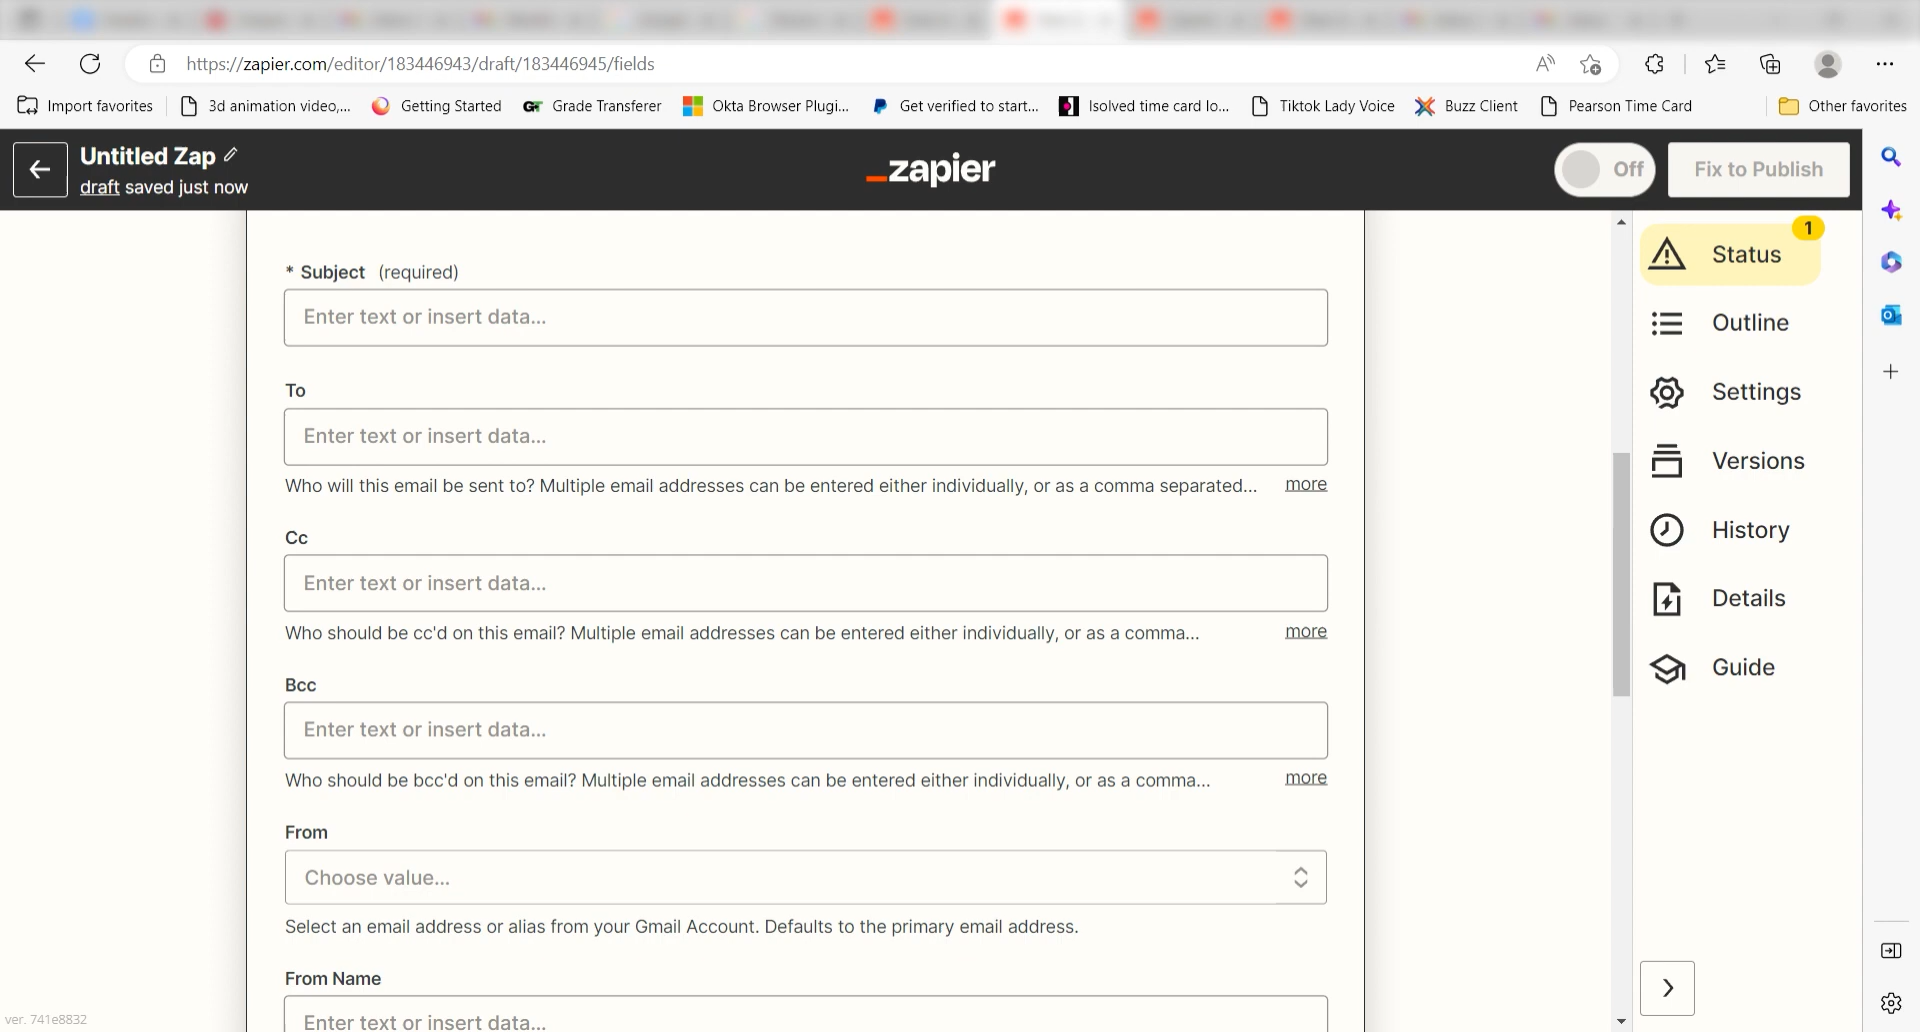 https://zapier.com/editor/183446943/draft/183446945/fields
Import favorites
3d animation video,...
Getting Started
GT
Grade Transferer
Okta Browser Plugi...
Get verified to start...
Isolved time card lo...
Tiktok Lady Voice
Buzz Client
Pearson Time Card
Other favorites
Untitled Zap
draft saved just now
_zapier
Off
Fix to Publish
* Subject (required)
Enter text or insert data...
To
Enter text or insert data...
Who will this email be sent to? Multiple email addresses can be entered either individually, or as a comma separated...
more
Cc
Enter text or insert data...
Who should be cc'd on this email? Multiple email addresses can be entered either individually, or as a comma...
more
Bcc
Enter text or insert data...
Who should be bcc'd on this email? Multiple email addresses can be entered either individually, or as a comma...
more
From
Choose value...
Select an email address or alias from your Gmail Account. Defaults to the primary email address.
From Name
Enter text or insert data...
1
Status
Outline
Settings
Versions
History
Details
Guide
ver. 741e8832